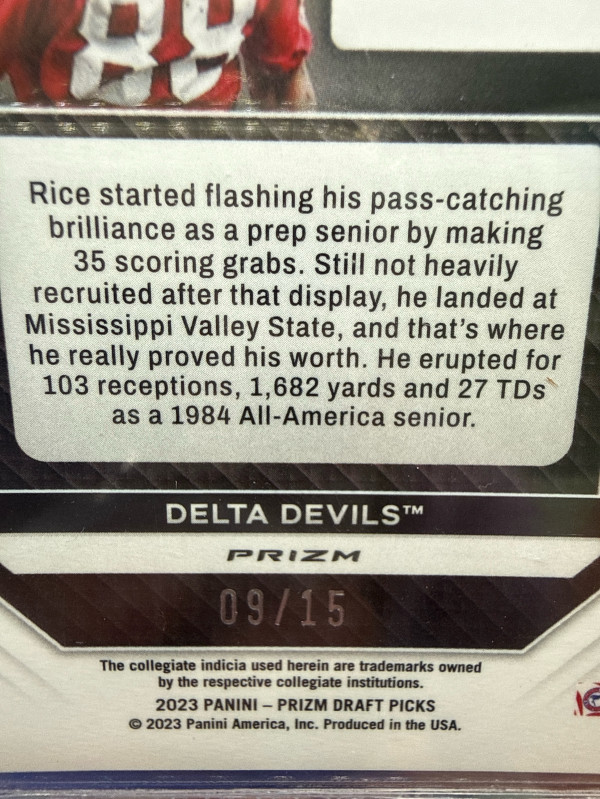 88
Rice started flashing his pass-catching
brilliance as a prep senior by making
35 scoring grabs. Still not heavily
recruited after that display, he landed at
Mississippi Valley State, and that's where
he really proved his worth. He erupted for
103 receptions, 1,682 yards and 27 TDs
as a 1984 All-America senior.
DELTA DEVILS™
PRIZM
09/15
The collegiate indicia used herein are trademarks owned
by the respective collegiate institutions.
2023 PANINI – PRIZM DRAFT PICKS
© 2023 Panini America, Inc. Produced in the USA.